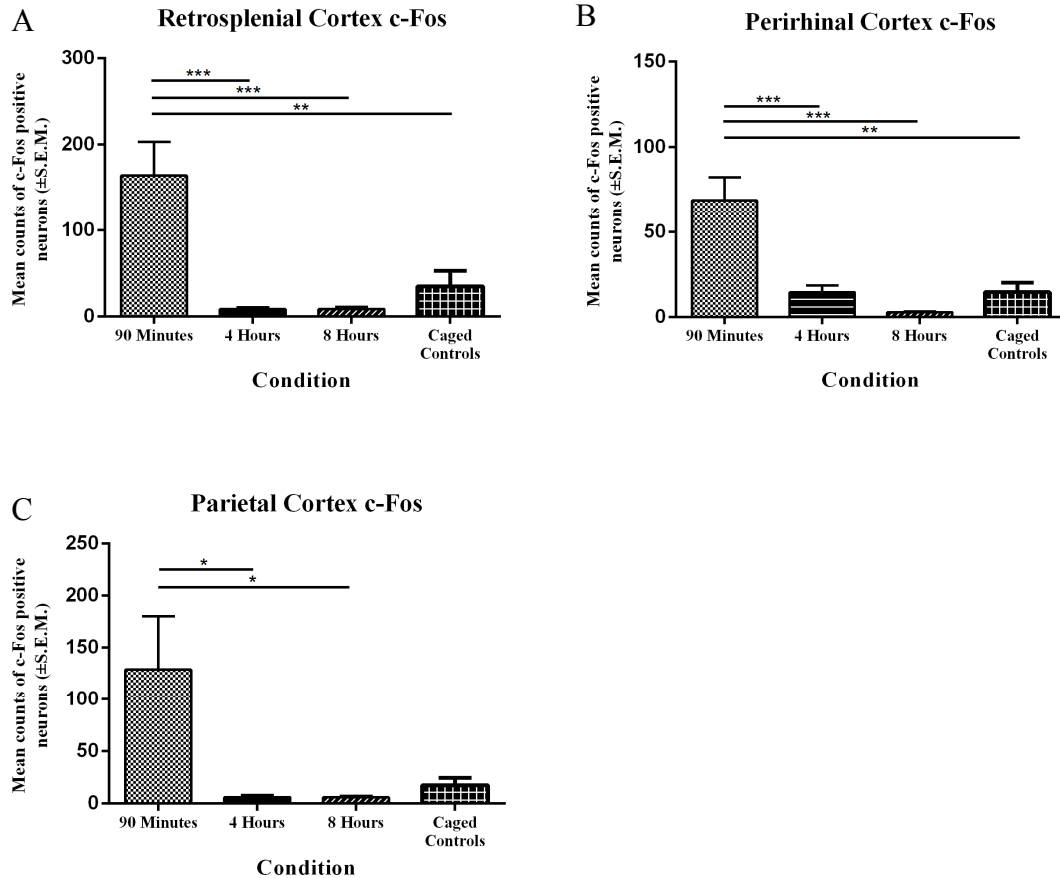 A
Retrosplenial Cortex c-Fos
Mean counts of c-Fos positive
neurons (±S.E.M.)
300
200
100
0
***
***
**
90 Minutes
4 Hours
8 Hours
Caged
Controls
Condition
B
Perirhinal Cortex c-Fos
Mean counts of c-Fos positive
neurons (±S.E.M.)
150
100
50
0
***
***
**
90 Minutes
4 Hours
8 Hours
Caged
Controls
Condition
C
Parietal Cortex c-Fos
Mean counts of c-Fos positive
neurons (±S.E.M.)
250
200
150
100
50
0
*
*
90 Minutes
4 Hours
8 Hours
Caged
Controls
Condition